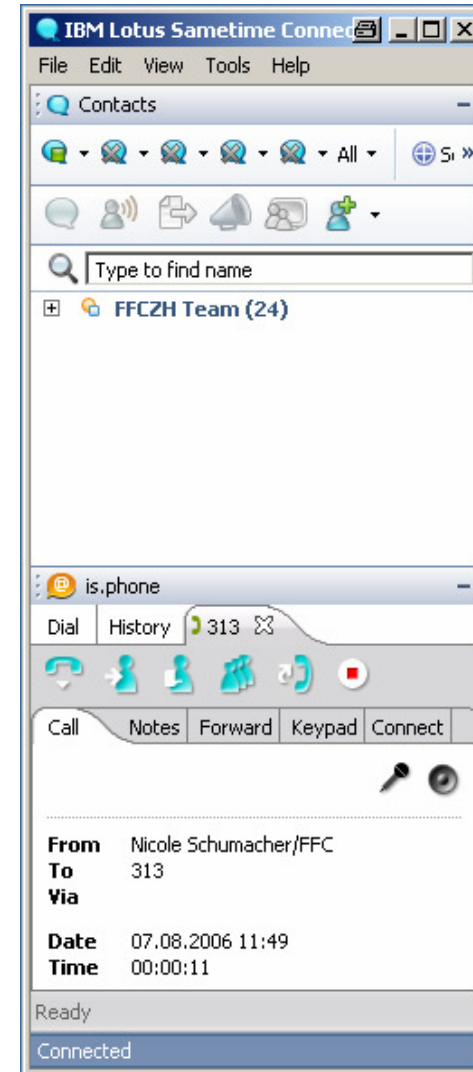 IBM Lotus Sametime Connec
File Edit View Tools Help
Contacts
All
FFCZH Team (24)
Type to find name
is.phone
Dial History 313
Call Notes Forward Keypad Connect
From Nicole Schumacher/FFC
To 313
Via
Date 07.08.2006 11:49
Time 00:00:11
Ready
Connected